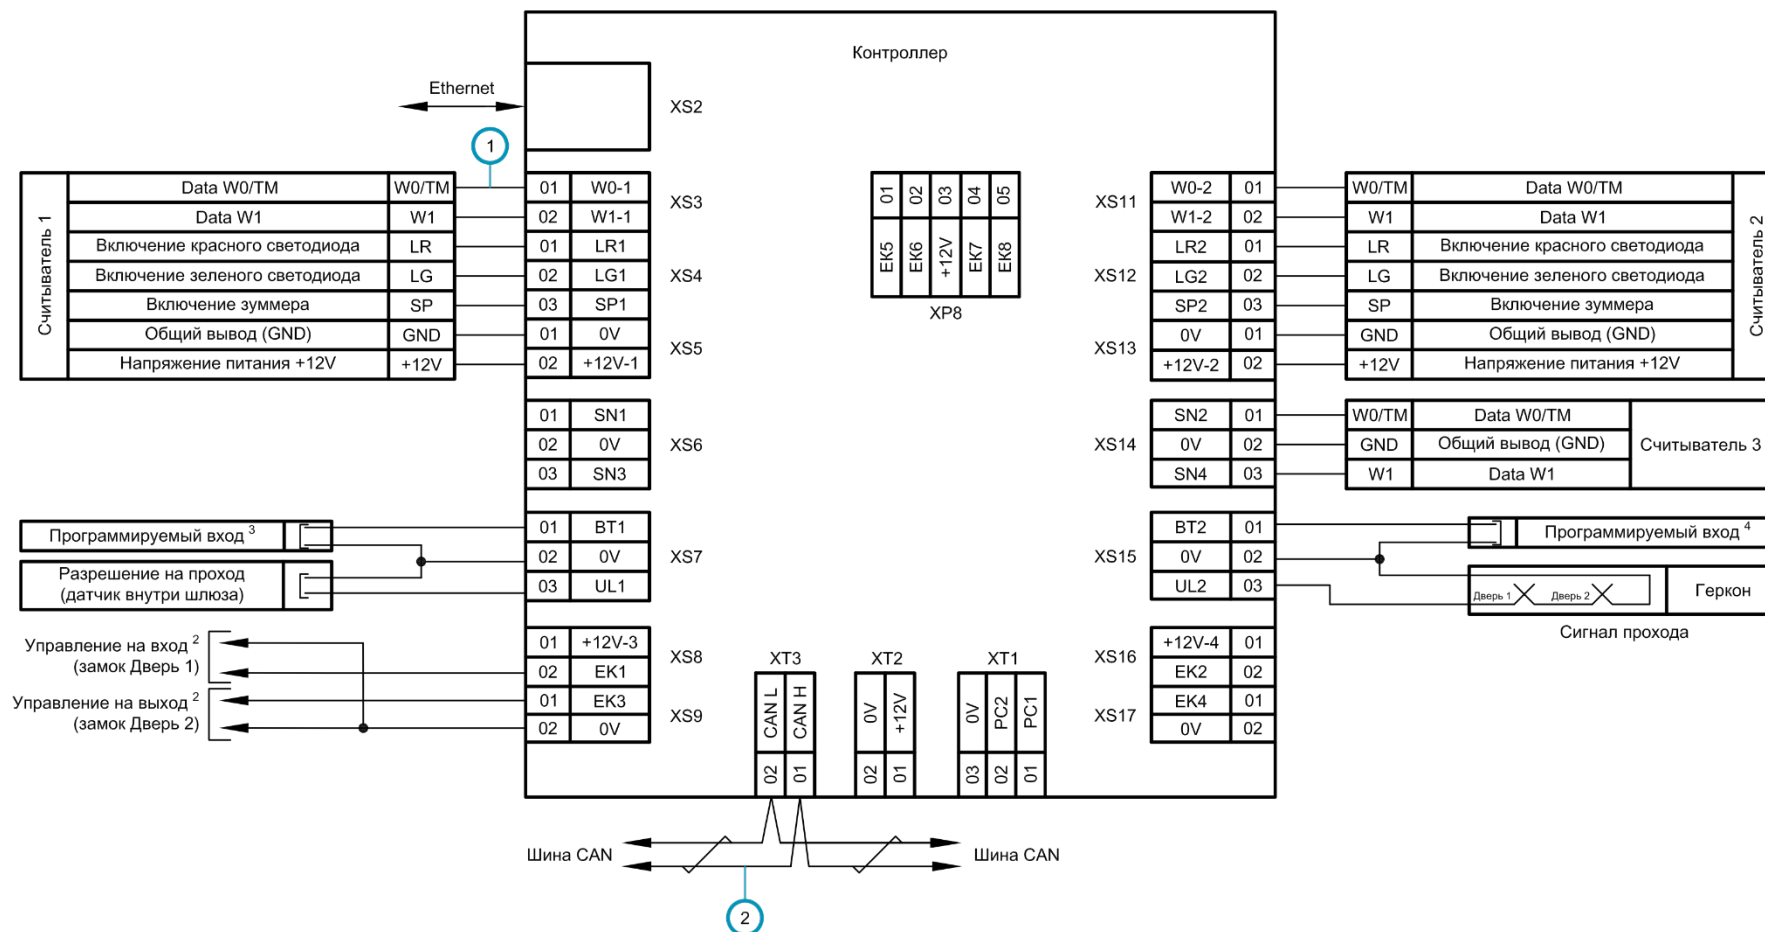 Контроллер
Ethernet
XS2
1
Считыватель 1
Data W0/TM W0/TM 01 W0-1
Data W1 W1 02 W1-1
XS3
Включение красного светодиода LR 01 LR1
Включение зеленого светодиода LG 02 LG1
Включение зуммера SP 03 SP1
XS4
Общий вывод (GND) GND 01 0V
Напряжение питания +12V +12V 02 +12V-1
XS5
01 SN1
02 0V
03 SN3
XS6
Программируемый вход 3
Разрешение на проход
(датчик внутри шлюза)
01 BT1
02 0V
03 UL1
XS7
Управление на вход 2
(замок Дверь 1)
Управление на выход 2
(замок Дверь 2)
01 +12V-3
02 EK1
XS8
01 EK3
02 0V
XS9
01 02 03 04 05
EK5 EK6 +12V EK7 EK8
XP8
XT3
CAN L CAN H
02 01
XT2
0V +12V
02 01
XT1
0V PC2 PC1
03 02 01
Шина CAN
Шина CAN
2
XS11
W0-2 01 W0/TM Data W0/TM
W1-2 02 W1 Data W1
XS12
LR2 01 LR Включение красного светодиода
LG2 02 LG Включение зеленого светодиода
SP2 03 SP Включение зуммера
XS13
0V 01 GND Общий вывод (GND)
+12V-2 02 +12V Напряжение питания +12V
Считыватель 2
XS14
SN2 01 W0/TM Data W0/TM
0V 02 GND Общий вывод (GND)
SN4 03 W1 Data W1
Считыватель 3
XS15
BT2 01
0V 02
UL2 03
Программируемый вход 4
Дверь 1 Дверь 2 Геркон
Сигнал прохода
XS16
+12V-4 01
EK2 02
XS17
EK4 01
0V 02